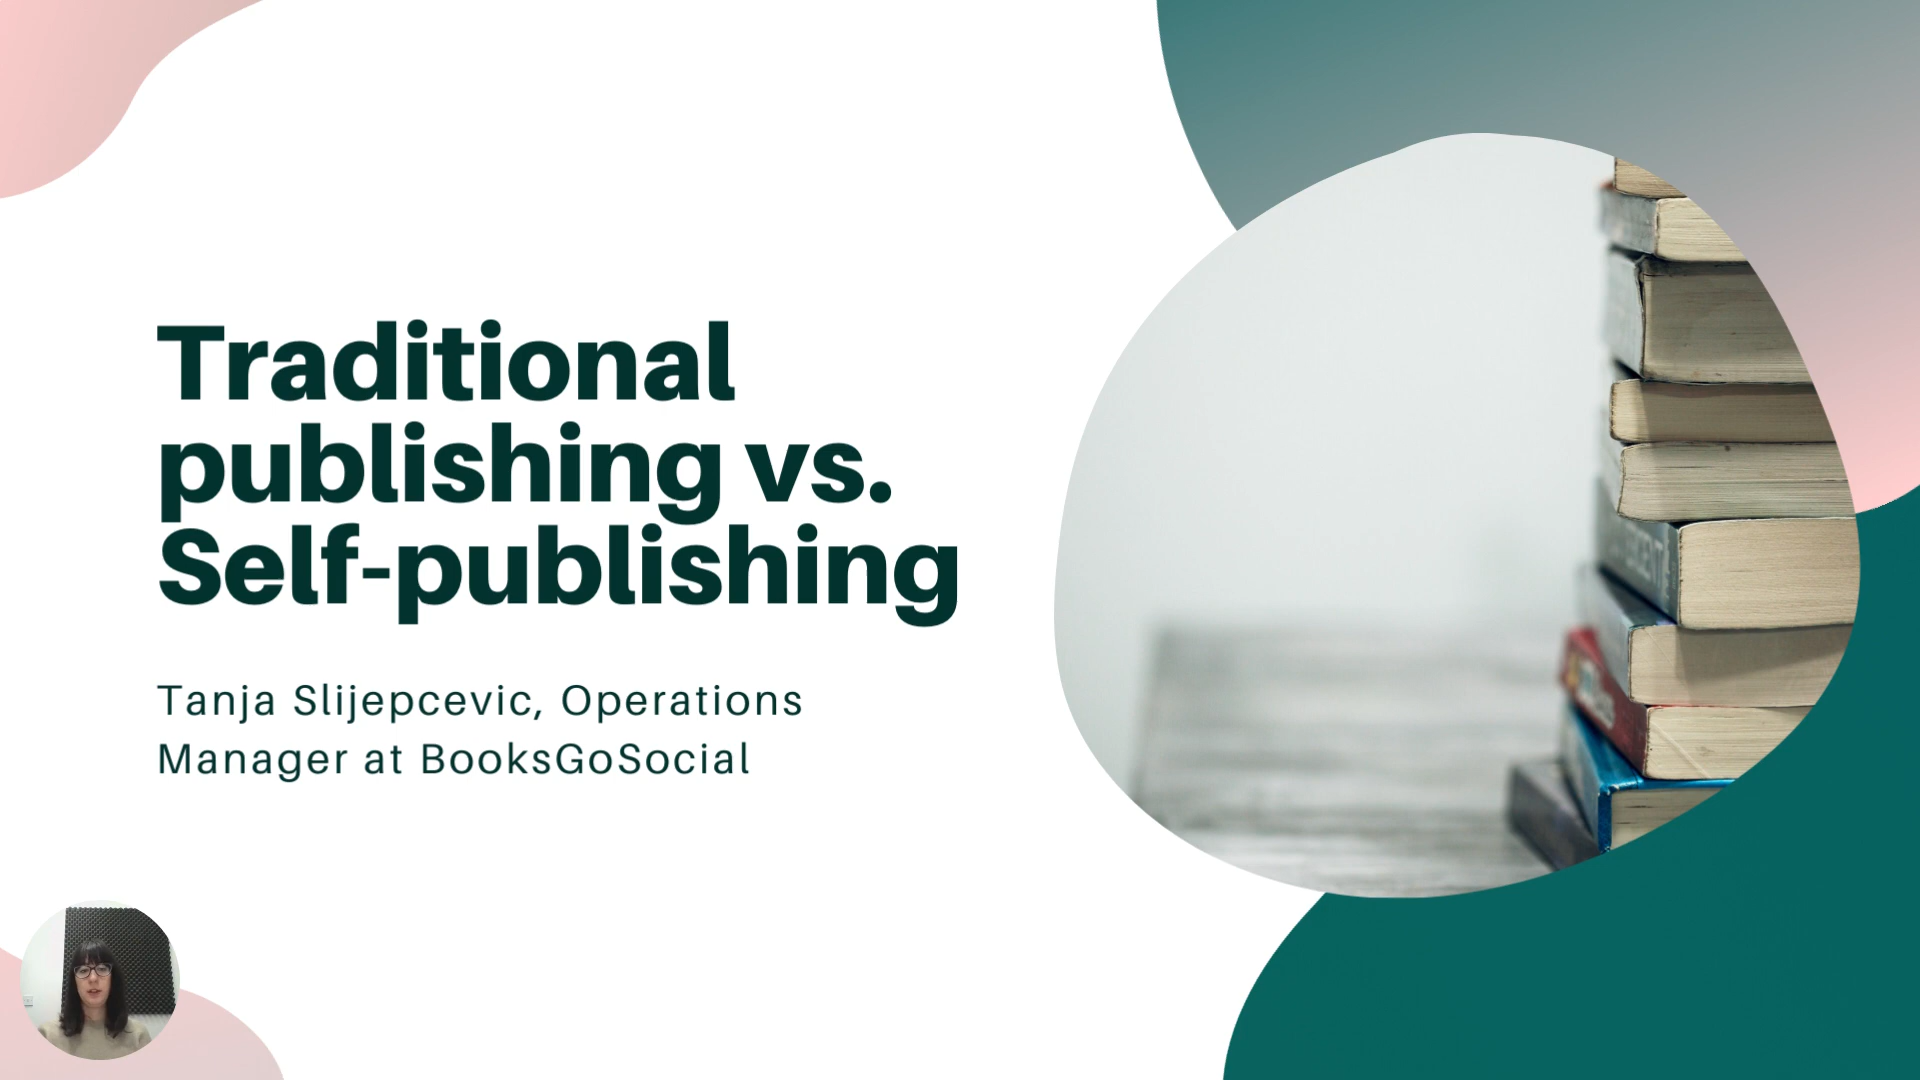 Traditional
publishing vs.
Self-publishing
Tanja Slijepcevic, Operations
Manager at BooksGoSocial